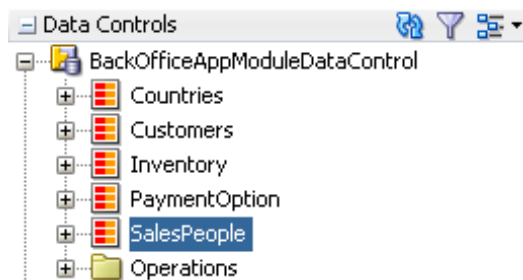 Data Controls
BackOfficeAppModuleDataControl
Countries
Customers
Inventory
PaymentOption
SalesPeople
Operations